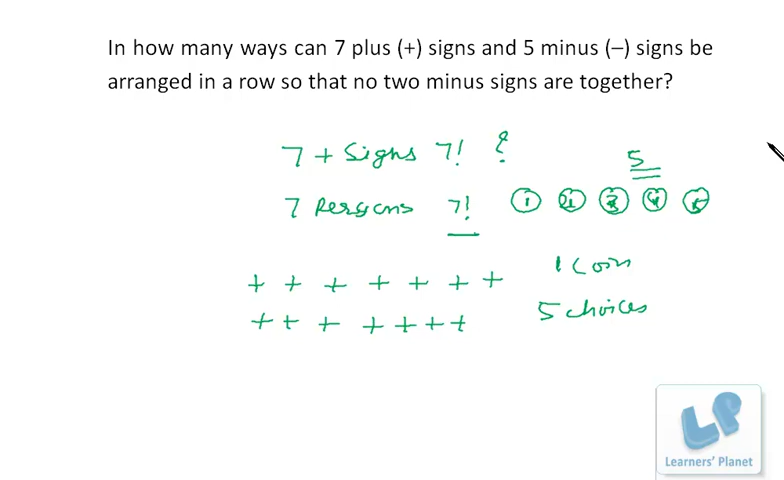 In how many ways can 7 plus (+) signs and 5 minus (–) signs be
arranged in a row so that no two minus signs are together?
7 + Signs 7! ?
5
7 Persons 7! 1 2 3 4 5
+ + + + + + + 1 Coin
+ + + + + + + 5 choices
LP
Learners' Planet